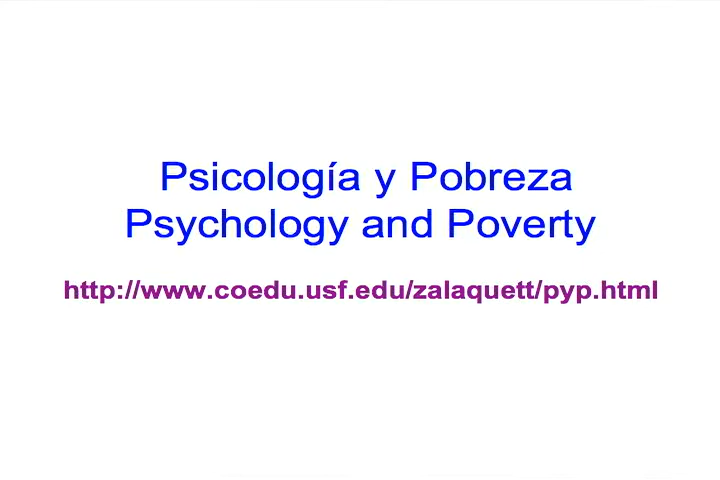 Psicología y Pobreza
Psychology and Poverty
http://www.coedu.usf.edu/zalaquett/pyp.html